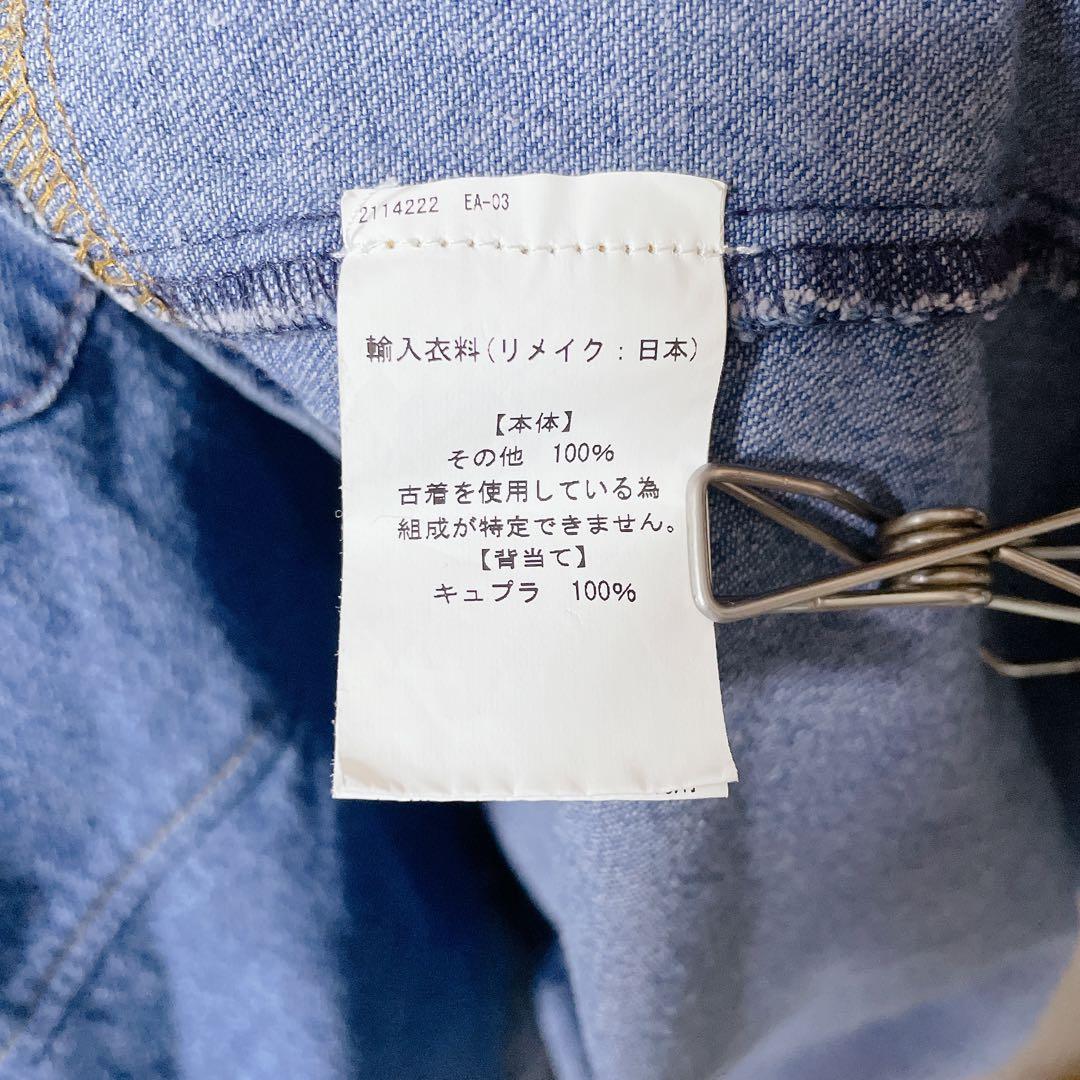 2114222 EA-03
輸入衣料(リメイク:日本)
【本体】
その他 100%
古着を使用している為
組成が特定できません。
【背当て】
キュプラ 100%